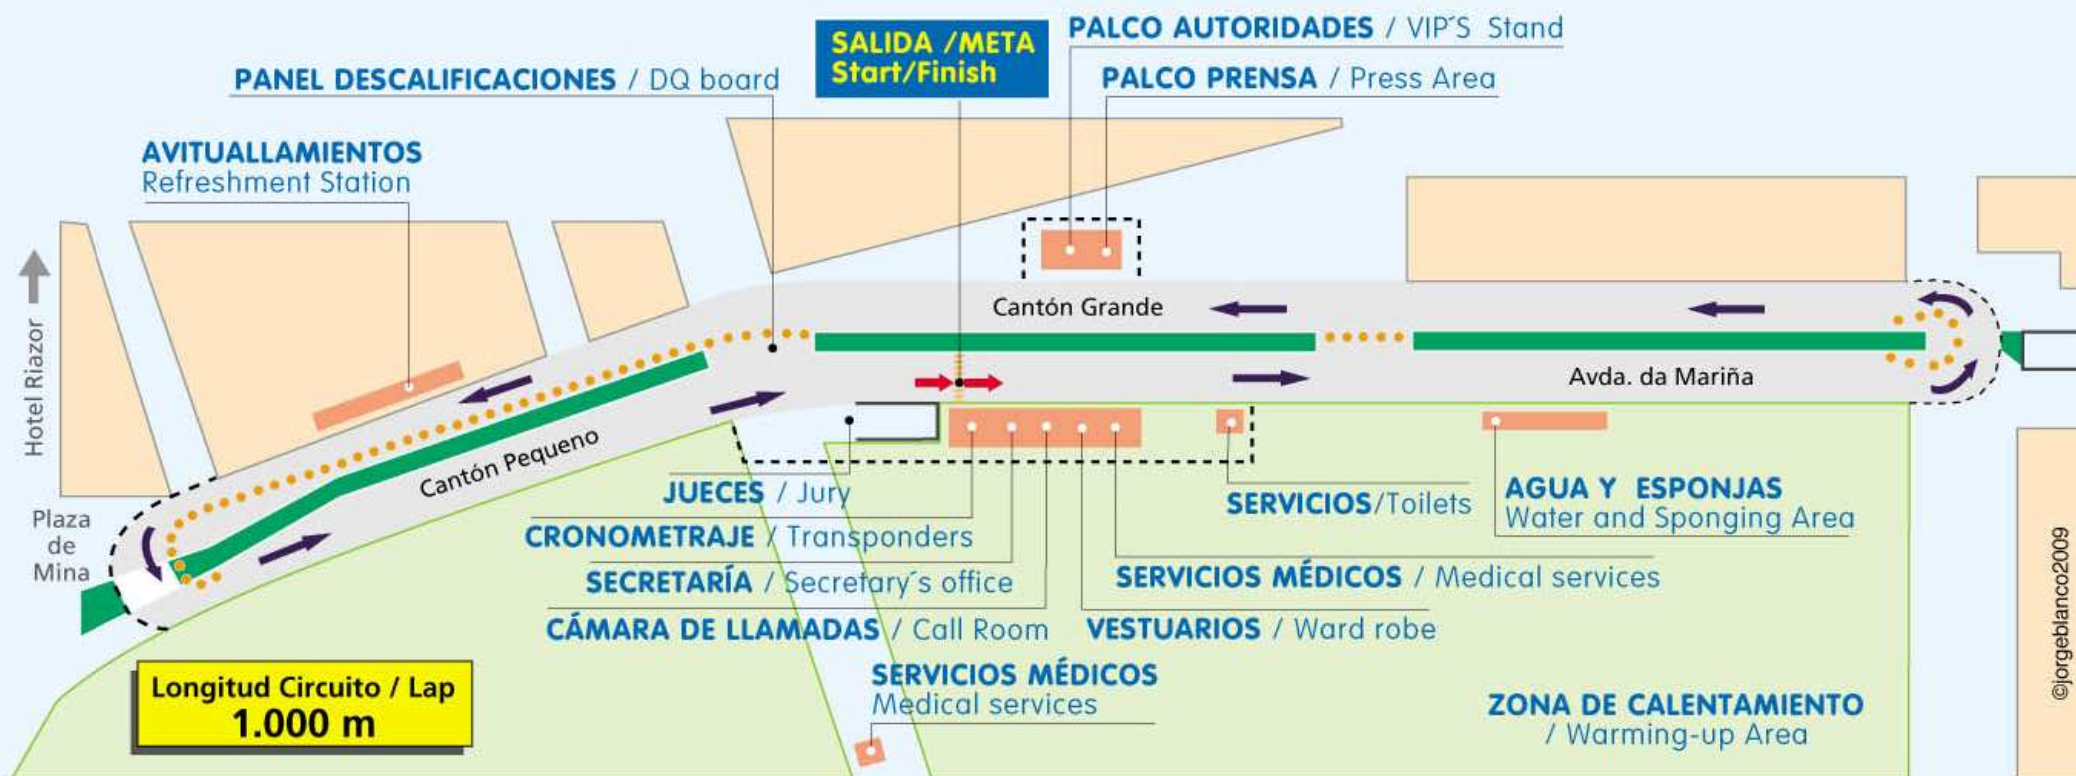 PALCO AUTORIDADES / VIP´S Stand
SALIDA /META
Start/Finish
PANEL DESCALIFICACIONES / DQ board
PALCO PRENSA / Press Area
AVITUALLAMIENTOS
Refreshment Station
Hotel Riazor
Cantón Grande
Avda. da Mariña
Cantón Pequeno
Plaza
de
Mina
JUECES / Jury
CRONOMETRAJE / Transponders
SECRETARÍA / Secretary´s office
CÁMARA DE LLAMADAS / Call Room
SERVICIOS/Toilets
AGUA Y ESPONJAS
Water and Sponging Area
SERVICIOS MÉDICOS / Medical services
VESTUARIOS / Ward robe
SERVICIOS MÉDICOS
Medical services
Longitud Circuito / Lap
1.000 m
ZONA DE CALENTAMIENTO
/ Warming-up Area
©jorgeblanco2009